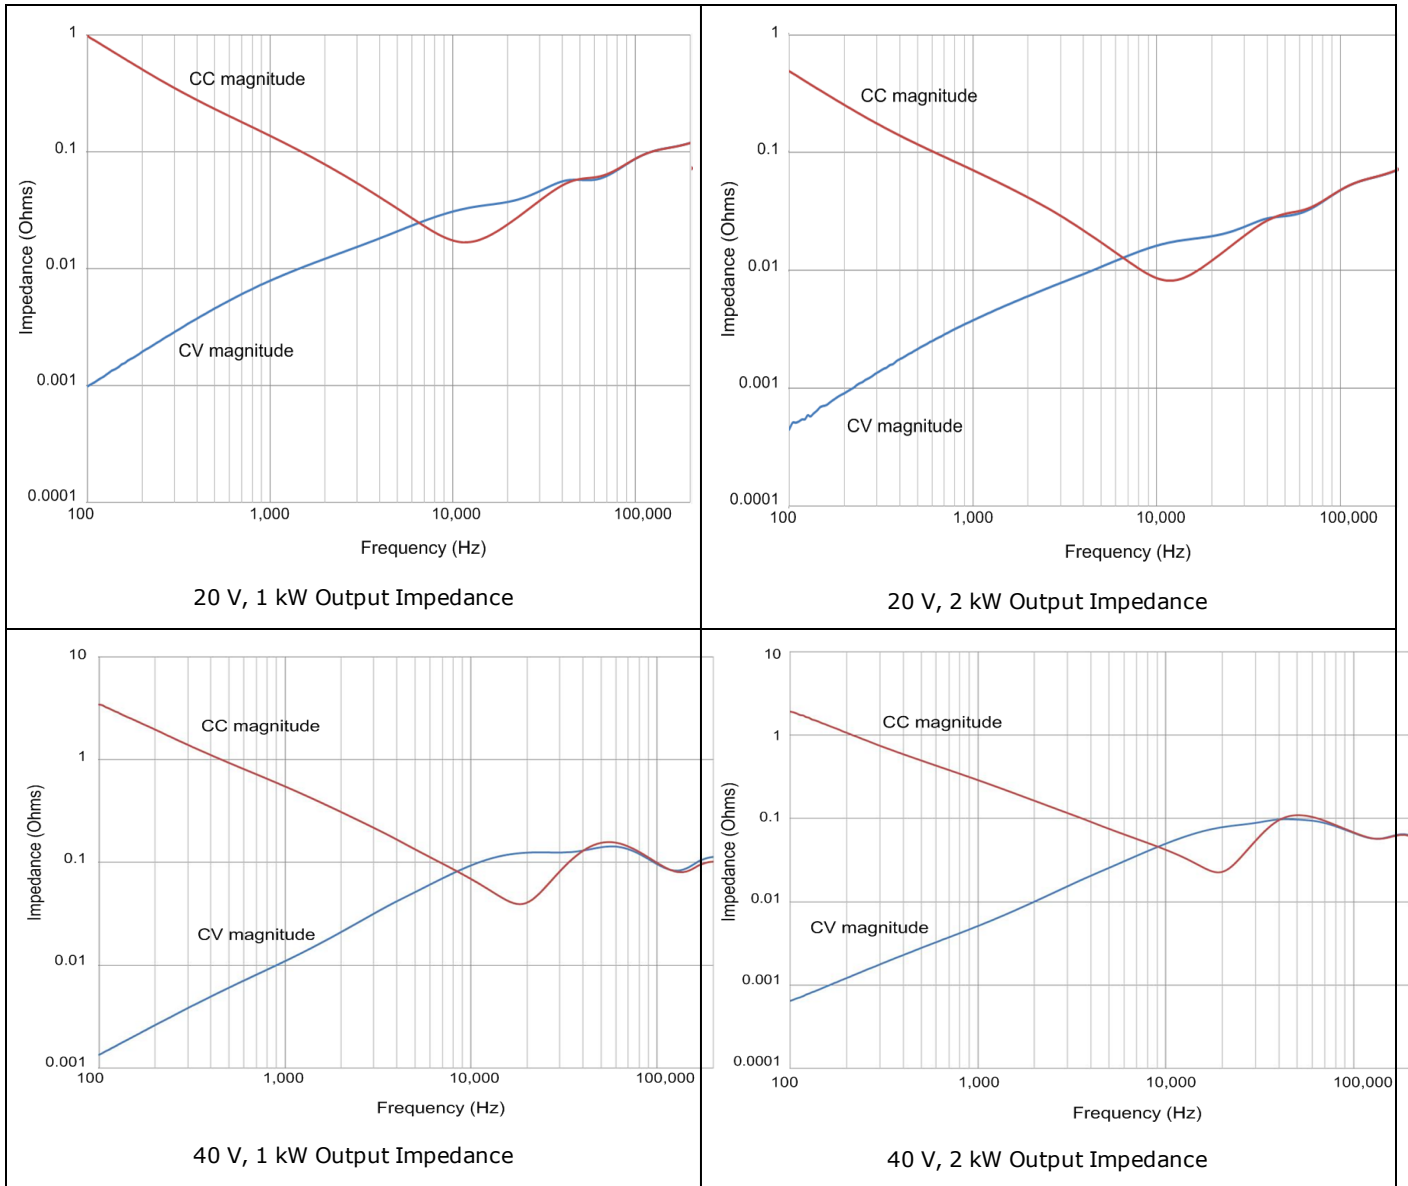 1
CC magnitude
0.1
Impedance (Ohms)
0.01
CV magnitude
0.001
0.0001
100 1,000 10,000 100,000
Frequency (Hz)
20 V, 1 kW Output Impedance
1
CC magnitude
0.1
Impedance (Ohms)
0.01
0.001
CV magnitude
0.0001
100 1,000 10,000 100,000
Frequency (Hz)
20 V, 2 kW Output Impedance
10
CC magnitude
1
Impedance (Ohms)
0.1
CV magnitude
0.01
0.001
100 1,000 10,000 100,000
Frequency (Hz)
40 V, 1 kW Output Impedance
10
CC magnitude
1
Impedance (Ohms)
0.1
0.01
CV magnitude
0.001
0.0001
100 1,000 10,000 100,000
Frequency (Hz)
40 V, 2 kW Output Impedance